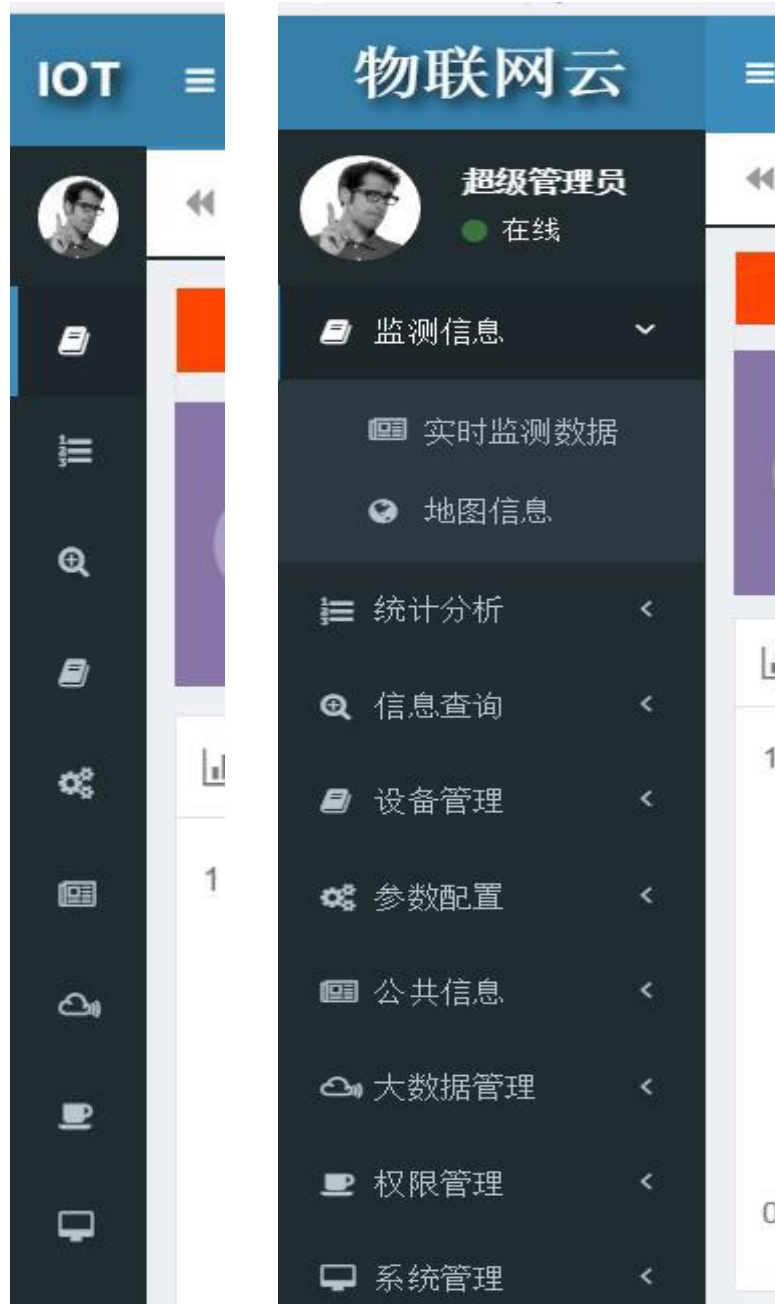 IOT
1
物联网云
超级管理员
在线
监测信息
实时监测数据
地图信息
统计分析
信息查询
设备管理
参数配置
公共信息
大数据管理
权限管理
系统管理
1
0